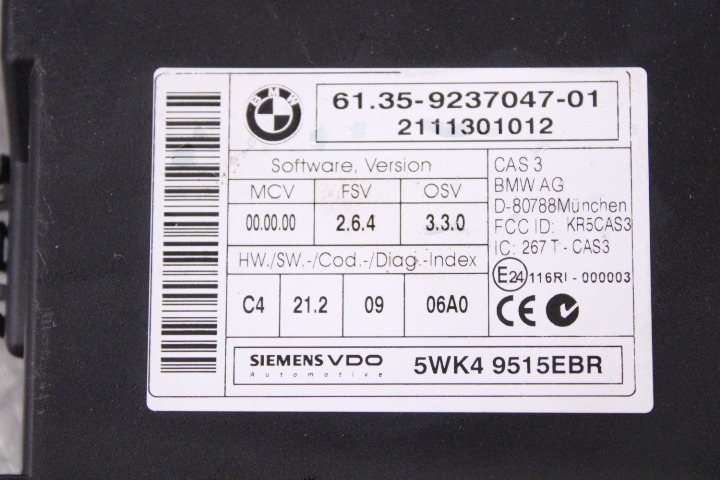 BMW
61.35-9237047-01
2111301012
Software, Version
MCV FSV OSV
00.00.00 2.6.4 3.3.0
HW./SW.-/Cod.-/Diag.-Index
C4 21.2 09 06A0
CAS 3
BMW AG
D-80788München
FCC ID: KR5CAS3
IC: 267 T - CAS3
E24 116RI - 000003
CE N
SIEMENS VDO
Automotive
5WK4 9515EBR